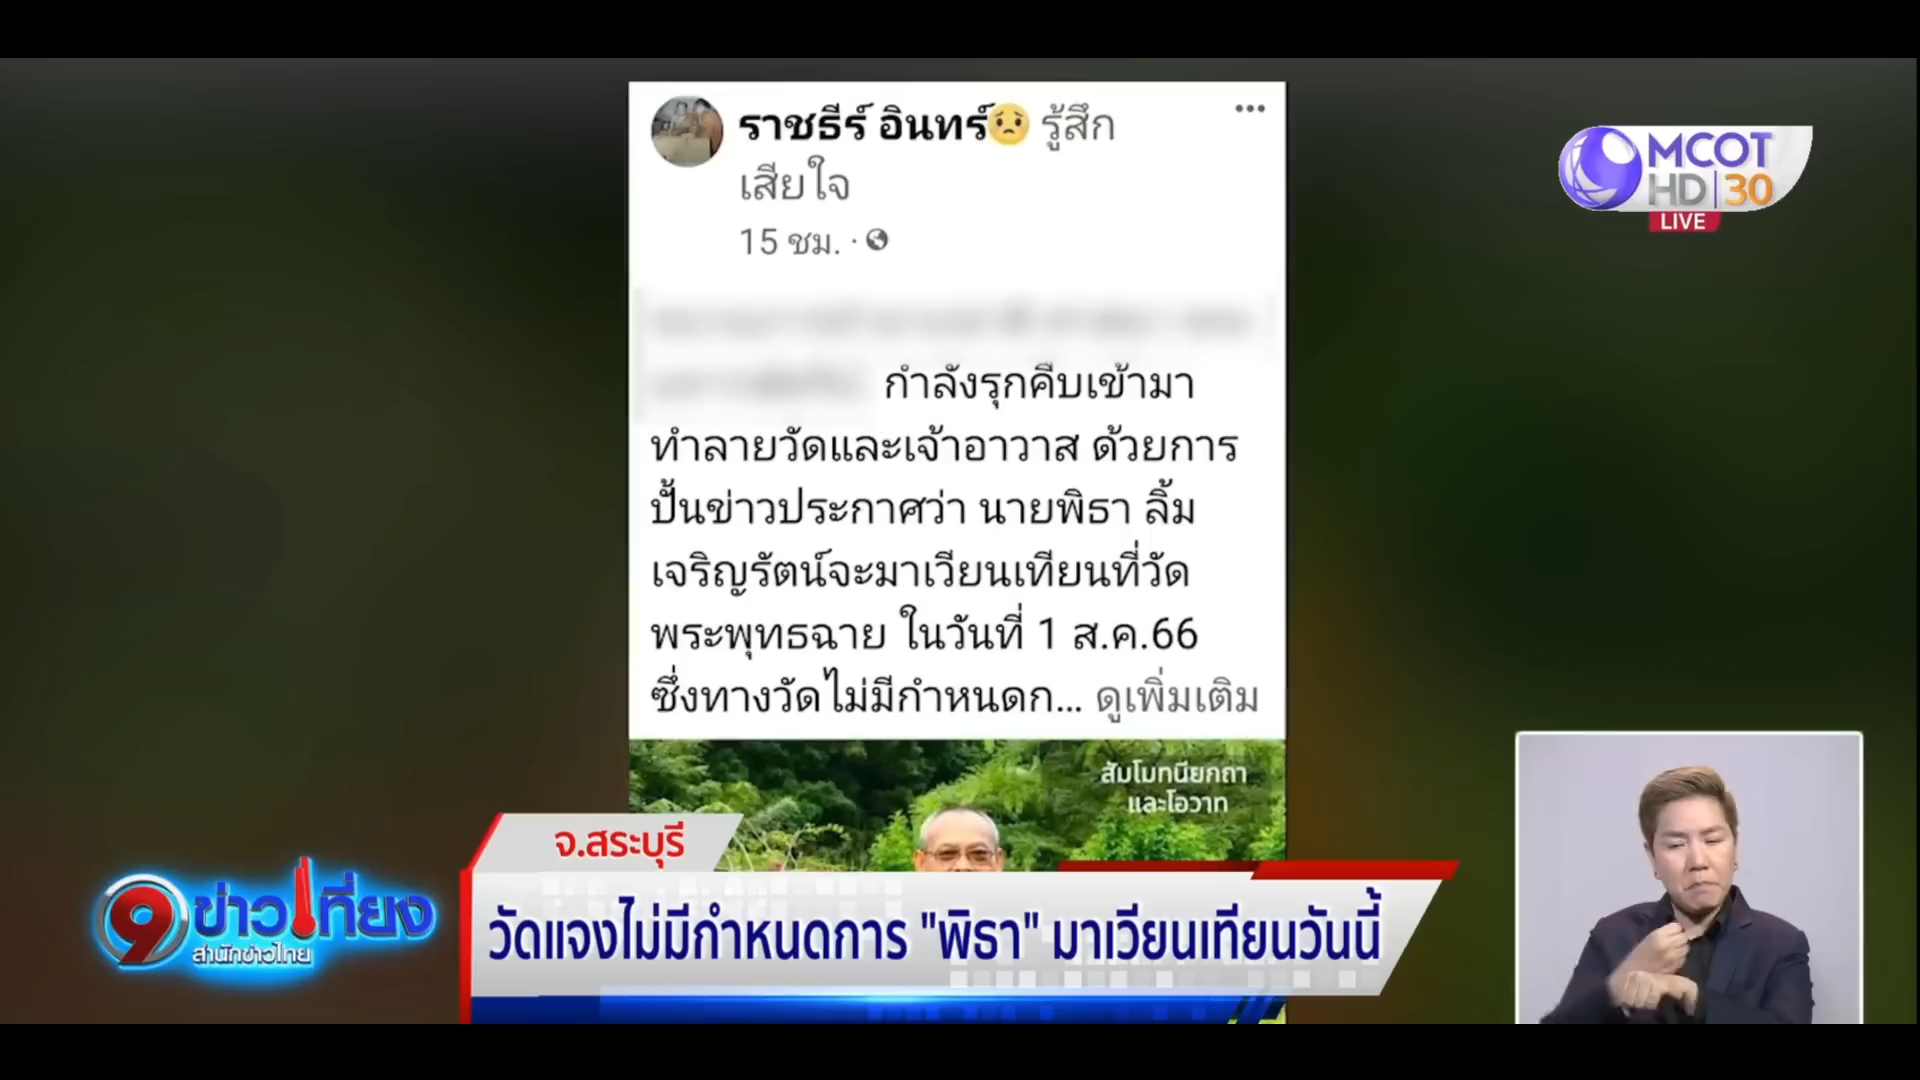 ราชธีร์ อินทร์😟 รู้สึก
เสียใจ
15 ชม. ·
กำลังรุกคืบเข้ามา
ทำลายวัดและเจ้าอาวาส ด้วยการ
ปั้นข่าวประกาศว่า นายพิธา ลิ้ม
เจริญรัตน์จะมาเวียนเทียนที่วัด
พระพุทธฉาย ในวันที่ 1 ส.ค.66
ซึ่งทางวัดไม่มีกำหนดก... ดูเพิ่มเติม
MCOT
HD 30
LIVE
สัมโมทนียกถา
และโอวาท
จ.สระบุรี
9 ข่าวเที่ยง
สำนักข่าวไทย
วัดแจงไม่มีกำหนดการ "พิธา" มาเวียนเทียนวันนี้